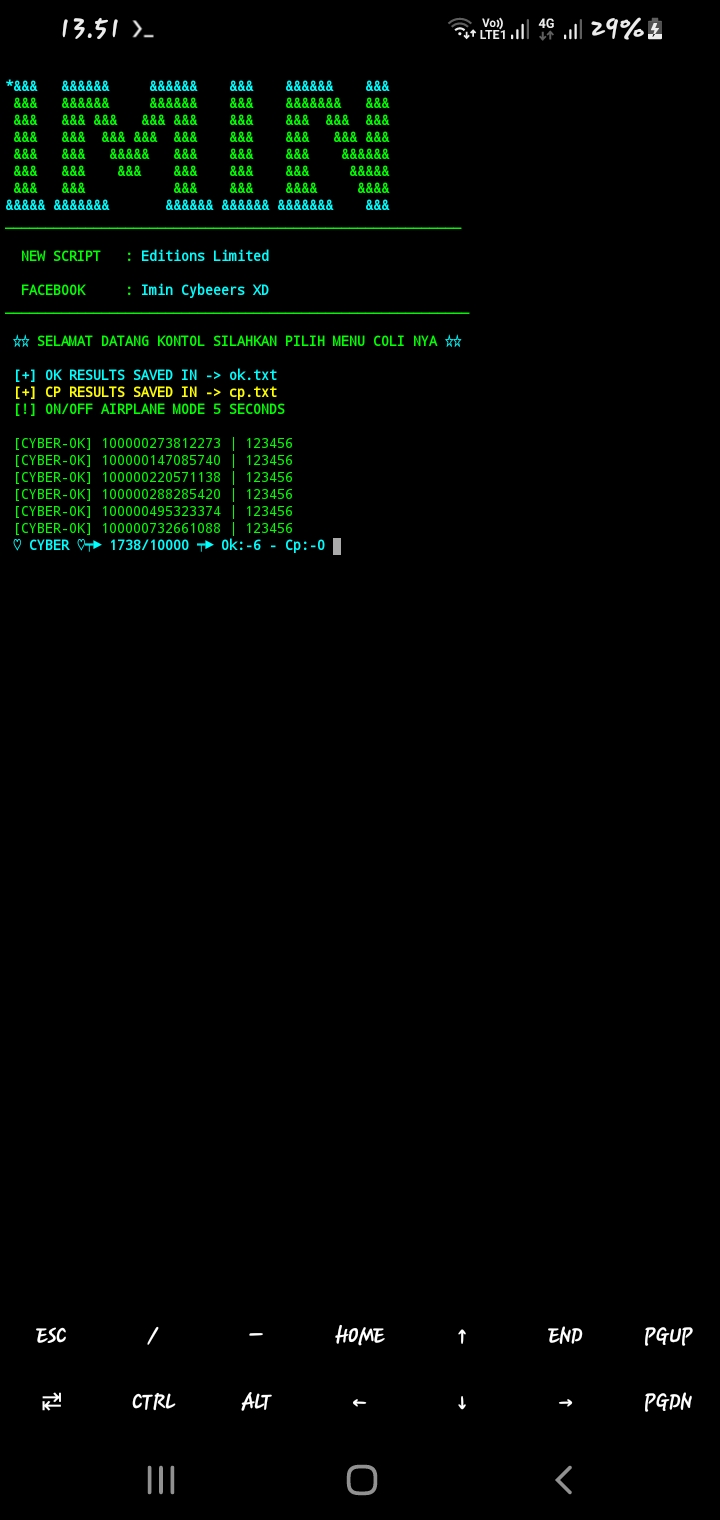 13.51 >_ Vo)) LTE1 4G 29%
*&&&   &&&&&&     &&&&&&    &&&    &&&&&&    &&&
 &&&   &&&&&&     &&&&&&    &&&    &&&&&&&   &&&
 &&&   &&& &&&   &&& &&&    &&&    &&&  &&&  &&&
 &&&   &&&  &&& &&&  &&&    &&&    &&&   &&& &&&
 &&&   &&&   &&&&&   &&&    &&&    &&&    &&&&&&
 &&&   &&&    &&&    &&&    &&&    &&&     &&&&&
 &&&   &&&           &&&    &&&    &&&&     &&&&
&&&&& &&&&&&&       &&&&&& &&&&&& &&&&&&&    &&&
NEW SCRIPT : Editions Limited
FACEBOOK : Imin Cybeeers XD
☆☆ SELAMAT DATANG KONTOL SILAHKAN PILIH MENU COLI NYA ☆☆
[+] OK RESULTS SAVED IN -> ok.txt
[+] CP RESULTS SAVED IN -> cp.txt
[!] ON/OFF AIRPLANE MODE 5 SECONDS
[CYBER-OK] 100000273812273 | 123456
[CYBER-OK] 100000147085740 | 123456
[CYBER-OK] 100000220571138 | 123456
[CYBER-OK] 100000288285420 | 123456
[CYBER-OK] 100000495323374 | 123456
[CYBER-OK] 100000732661088 | 123456
♡ CYBER ♡┬► 1738/10000 ┬► Ok:-6 - Cp:-0
ESC / — HOME ↑ END PGUP
CTRL ALT ← ↓ → PGDN